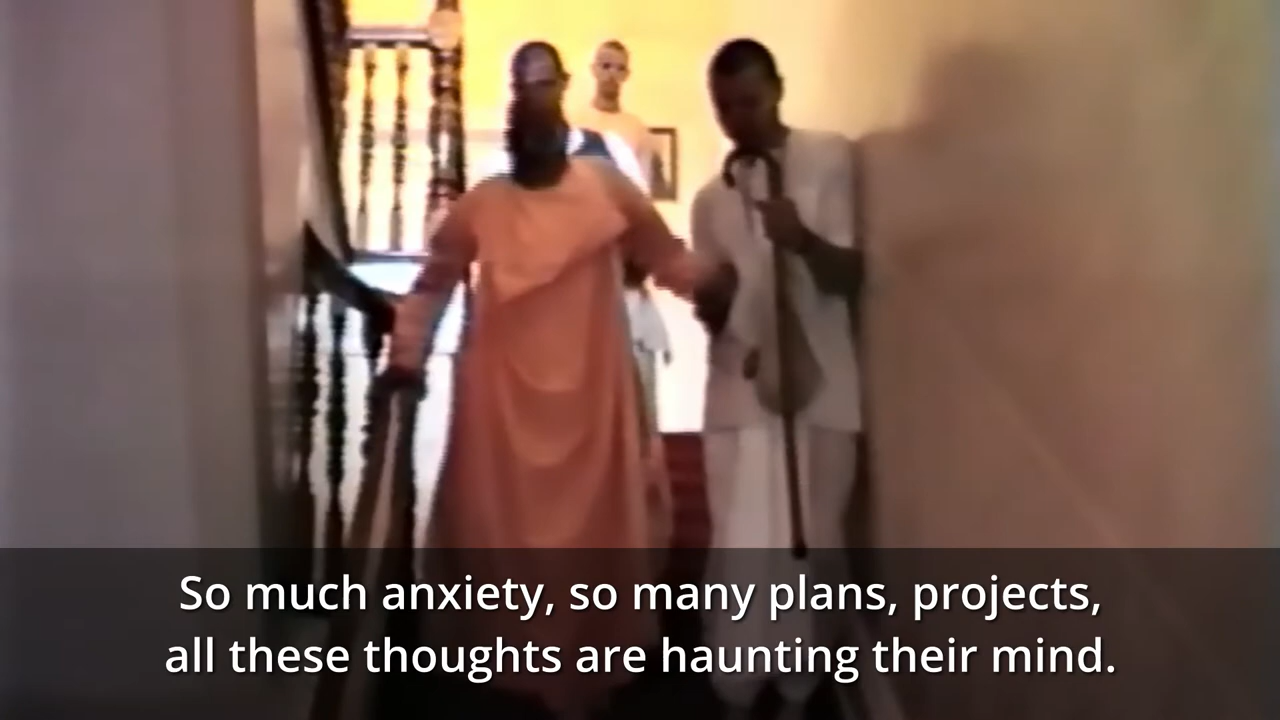 So much anxiety, so many plans, projects,
all these thoughts are haunting their mind.